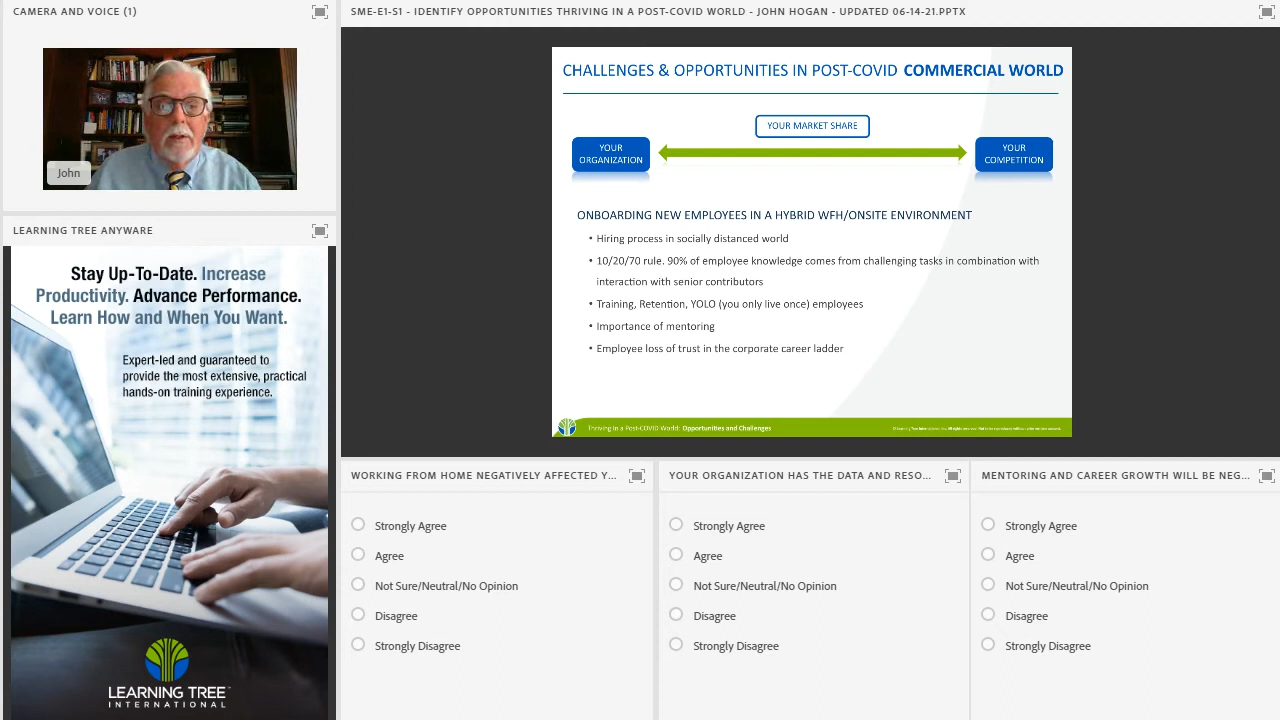 CAMERA AND VOICE (1)
John
LEARNING TREE ANYWARE
Stay Up-To-Date. Increase
Productivity. Advance Performance.
Learn How and When You Want.
Expert-led and guaranteed to
provide the most extensive, practical
hands-on training experience.
LEARNING TREE™
INTERNATIONAL
SME-E1-S1 - IDENTIFY OPPORTUNITIES THRIVING IN A POST-COVID WORLD - JOHN HOGAN - UPDATED 06-14-21.PPTX
CHALLENGES & OPPORTUNITIES IN POST-COVID COMMERCIAL WORLD
YOUR MARKET SHARE
YOUR
ORGANIZATION
YOUR
COMPETITION
ONBOARDING NEW EMPLOYEES IN A HYBRID WFH/ONSITE ENVIRONMENT
• Hiring process in socially distanced world
• 10/20/70 rule. 90% of employee knowledge comes from challenging tasks in combination with
interaction with senior contributors
• Training, Retention, YOLO (you only live once) employees
• Importance of mentoring
• Employee loss of trust in the corporate career ladder
Thriving In a Post-COVID World: Opportunities and Challenges
WORKING FROM HOME NEGATIVELY AFFECTED Y...
Strongly Agree
Agree
Not Sure/Neutral/No Opinion
Disagree
Strongly Disagree
YOUR ORGANIZATION HAS THE DATA AND RESO...
Strongly Agree
Agree
Not Sure/Neutral/No Opinion
Disagree
Strongly Disagree
MENTORING AND CAREER GROWTH WILL BE NEG...
Strongly Agree
Agree
Not Sure/Neutral/No Opinion
Disagree
Strongly Disagree